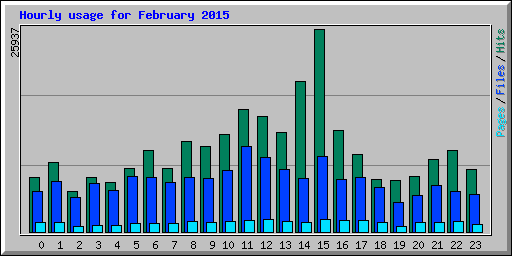 Hourly usage for February 2015
25937
Pages/Files/Hits
0 1 2 3 4 5 6 7 8 9 10 11 12 13 14 15 16 17 18 19 20 21 22 23